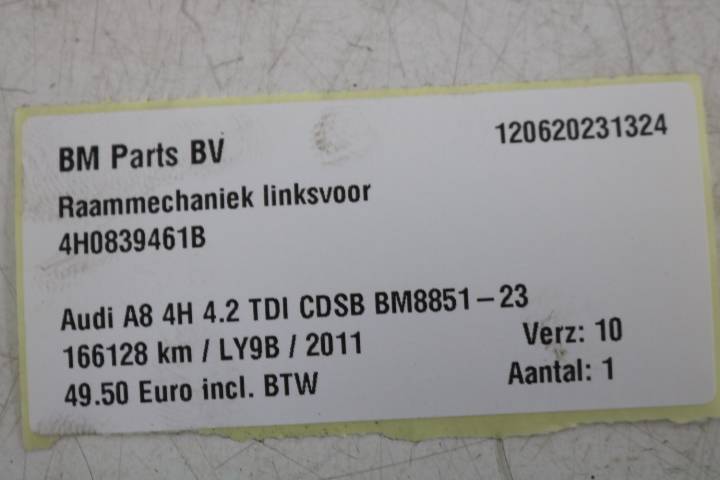 BM Parts BV 120620231324
Raammechaniek linksvoor
4H0839461B
Audi A8 4H 4.2 TDI CDSB BM8851-23
166128 km / LY9B / 2011 Verz: 10
49.50 Euro incl. BTW Aantal: 1